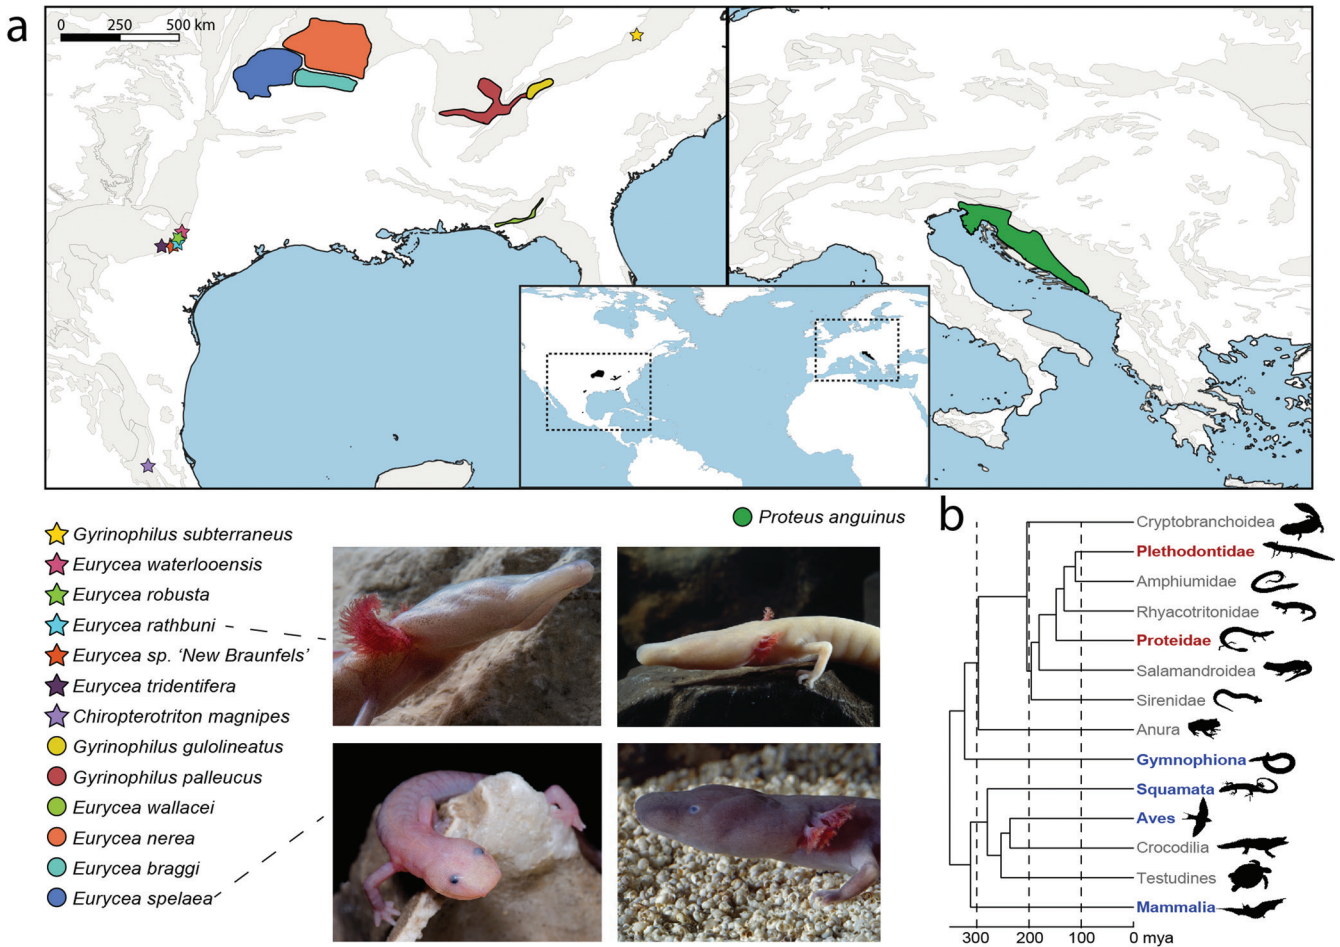 a
0 250 500 km
Gyrinophilus subterraneus
Eurycea waterlooensis
Eurycea robusta
Eurycea rathbuni
Eurycea sp. ‘New Braunfels’
Eurycea tridentifera
Chiropterotriton magnipes
Gyrinophilus gulolineatus
Gyrinophilus palleucus
Eurycea wallacei
Eurycea nerea
Eurycea braggi
Eurycea spelaea
Proteus anguinus
b
Cryptobranchoidea
Plethodontidae
Amphiumidae
Rhyacotritonidae
Proteidae
Salamandroidea
Sirenidae
Anura
Gymnophiona
Squamata
Aves
Crocodilia
Testudines
Mammalia
300 200 100 0 mya